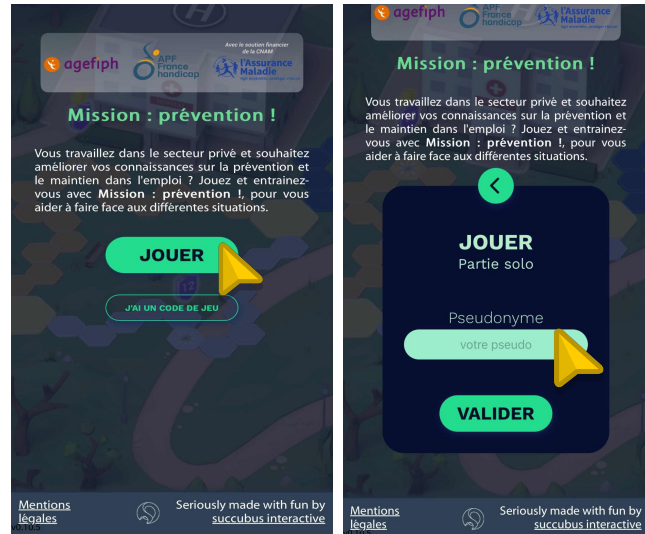 Avec le soutien financier
de la CNAM
agefiph
APF
France
handicap
l'Assurance
Maladie
Mission : prévention !
Vous travaillez dans le secteur privé et souhaitez
améliorer vos connaissances sur la prévention et
le maintien dans l'emploi ? Jouez et entrainez-
vous avec Mission : prévention !, pour vous
aider à faire face aux différentes situations.
JOUER
J'AI UN CODE DE JEU
Mentions
légales
v0.10.5
Seriously made with fun by
succubus interactive
agefiph
APF
France
handicap
l'Assurance
Maladie
Mission : prévention !
Vous travaillez dans le secteur privé et souhaitez
améliorer vos connaissances sur la prévention et
le maintien dans l'emploi ? Jouez et entrainez-
vous avec Mission : prévention !, pour vous
aider à faire face aux différentes situations.
JOUER
Partie solo
Pseudonyme
votre pseudo
VALIDER
Mentions
légales
v0.10.5
Seriously made with fun by
succubus interactive